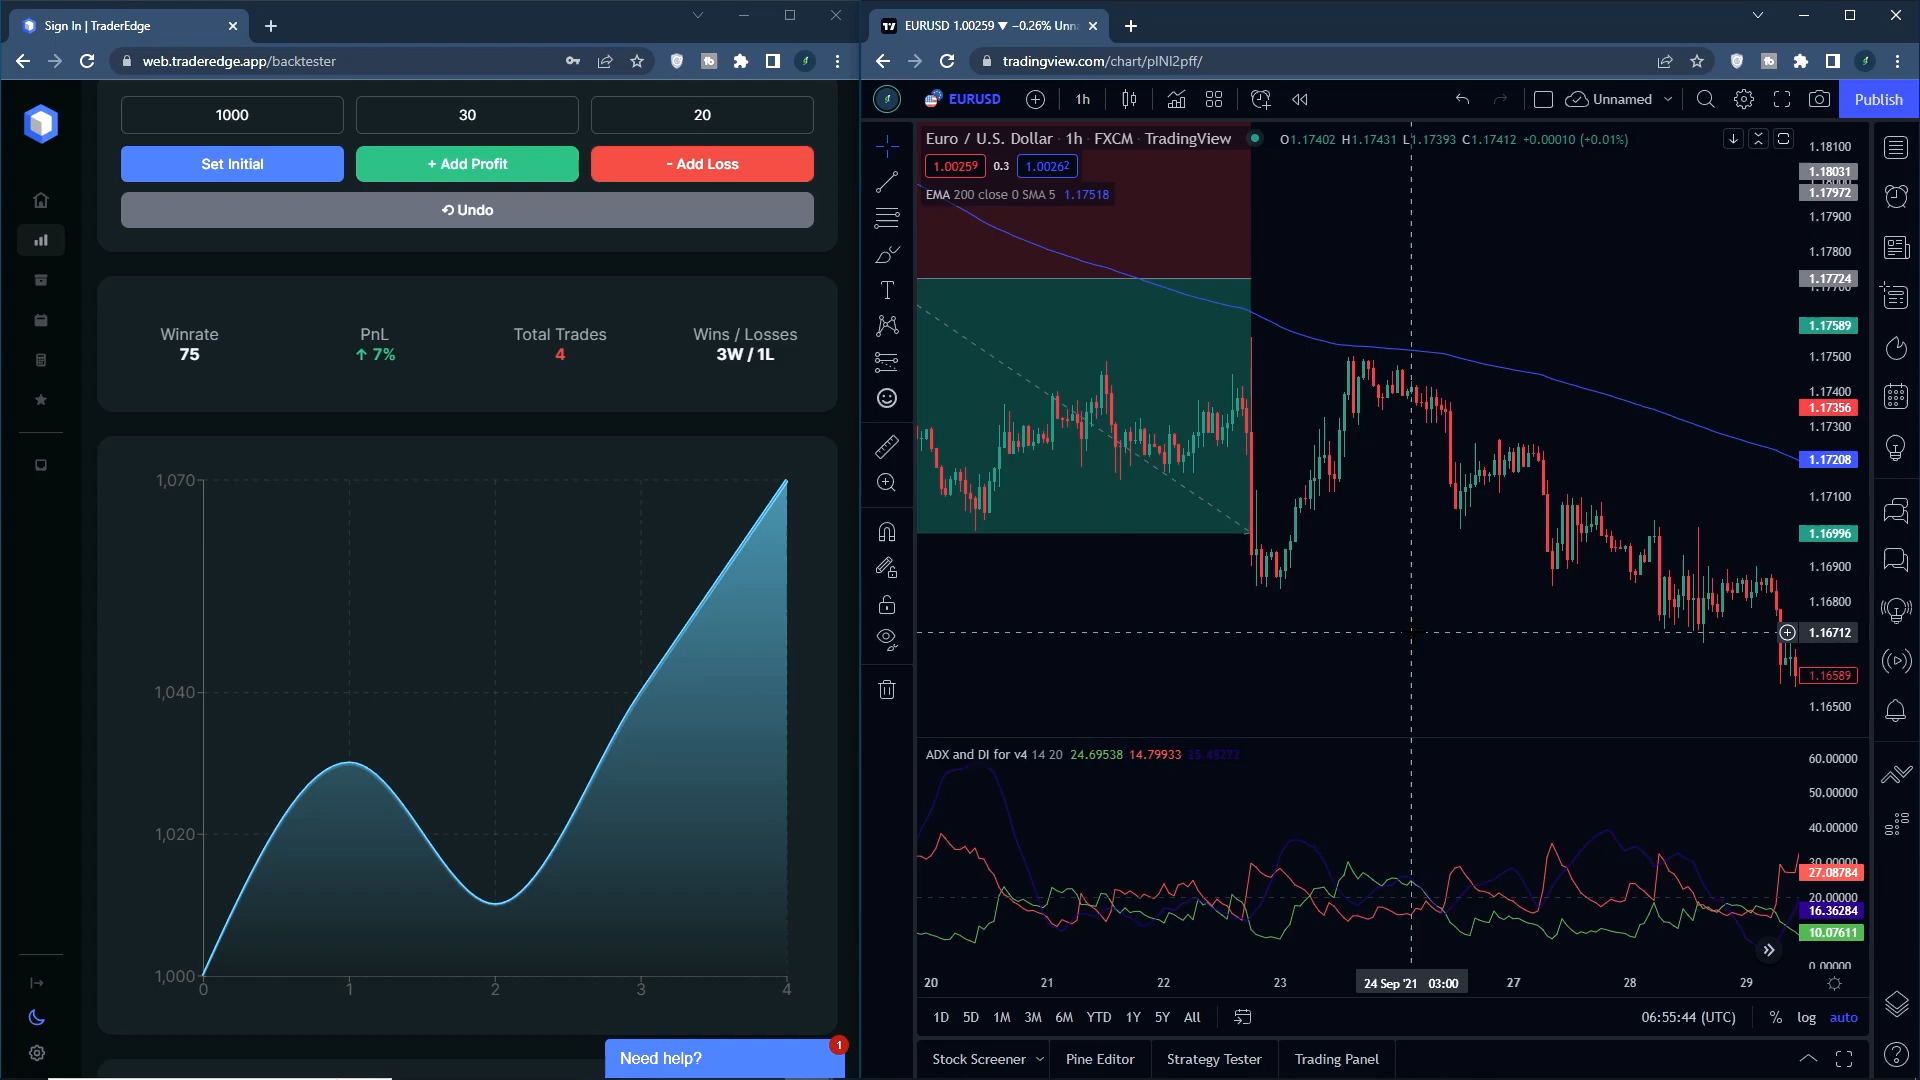 Sign In | TraderEdge
web.traderedge.app/backtester
1000
30
20
Set Initial
+ Add Profit
- Add Loss
Undo
Winrate
75
PnL
↑ 7%
Total Trades
4
Wins / Losses
3W / 1L
1,070
1,040
1,020
1,000
0 1 2 3 4
Need help?
1
EURUSD 1.00259 ▼ −0.26% Unn
tradingview.com/chart/plNl2pff/
EURUSD
1h
Unnamed
Publish
Euro / U.S. Dollar · 1h · FXCM · TradingView
O1.17402 H1.17431 L1.17393 C1.17412 +0.00010 (+0.01%)
1.00259 0.3 1.00262
EMA 200 close 0 SMA 5 1.17518
1.18100
1.18031
1.17972
1.17900
1.17800
1.17724
1.17589
1.17500
1.17400
1.17356
1.17300
1.17208
1.17100
1.16996
1.16900
1.16800
1.16712
1.16589
1.16500
ADX and DI for v4 14 20 24.69538 14.79933 25.48272
60.00000
50.00000
40.00000
30.00000
27.08784
20.00000
16.36284
10.07611
0.00000
20 21 22 23 24 Sep '21 03:00 27 28 29
1D 5D 1M 3M 6M YTD 1Y 5Y All
06:55:44 (UTC)
% log auto
Stock Screener
Pine Editor
Strategy Tester
Trading Panel